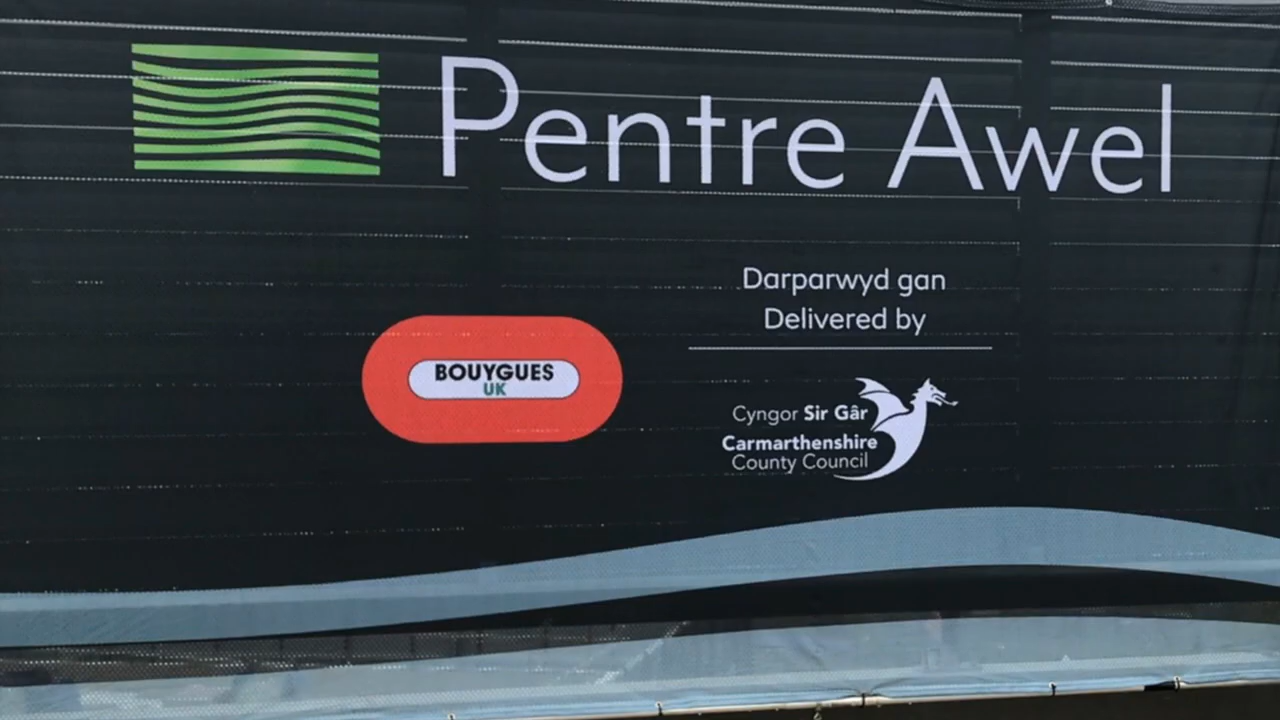 Pentre Awel
Darparwyd gan
Delivered by
BOUYGUES
UK
Cyngor Sir Gâr
Carmarthenshire
County Council